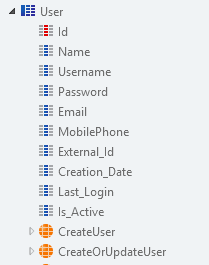 User
Id
Name
Username
Password
Email
MobilePhone
External_Id
Creation_Date
Last_Login
Is_Active
CreateUser
CreateOrUpdateUser